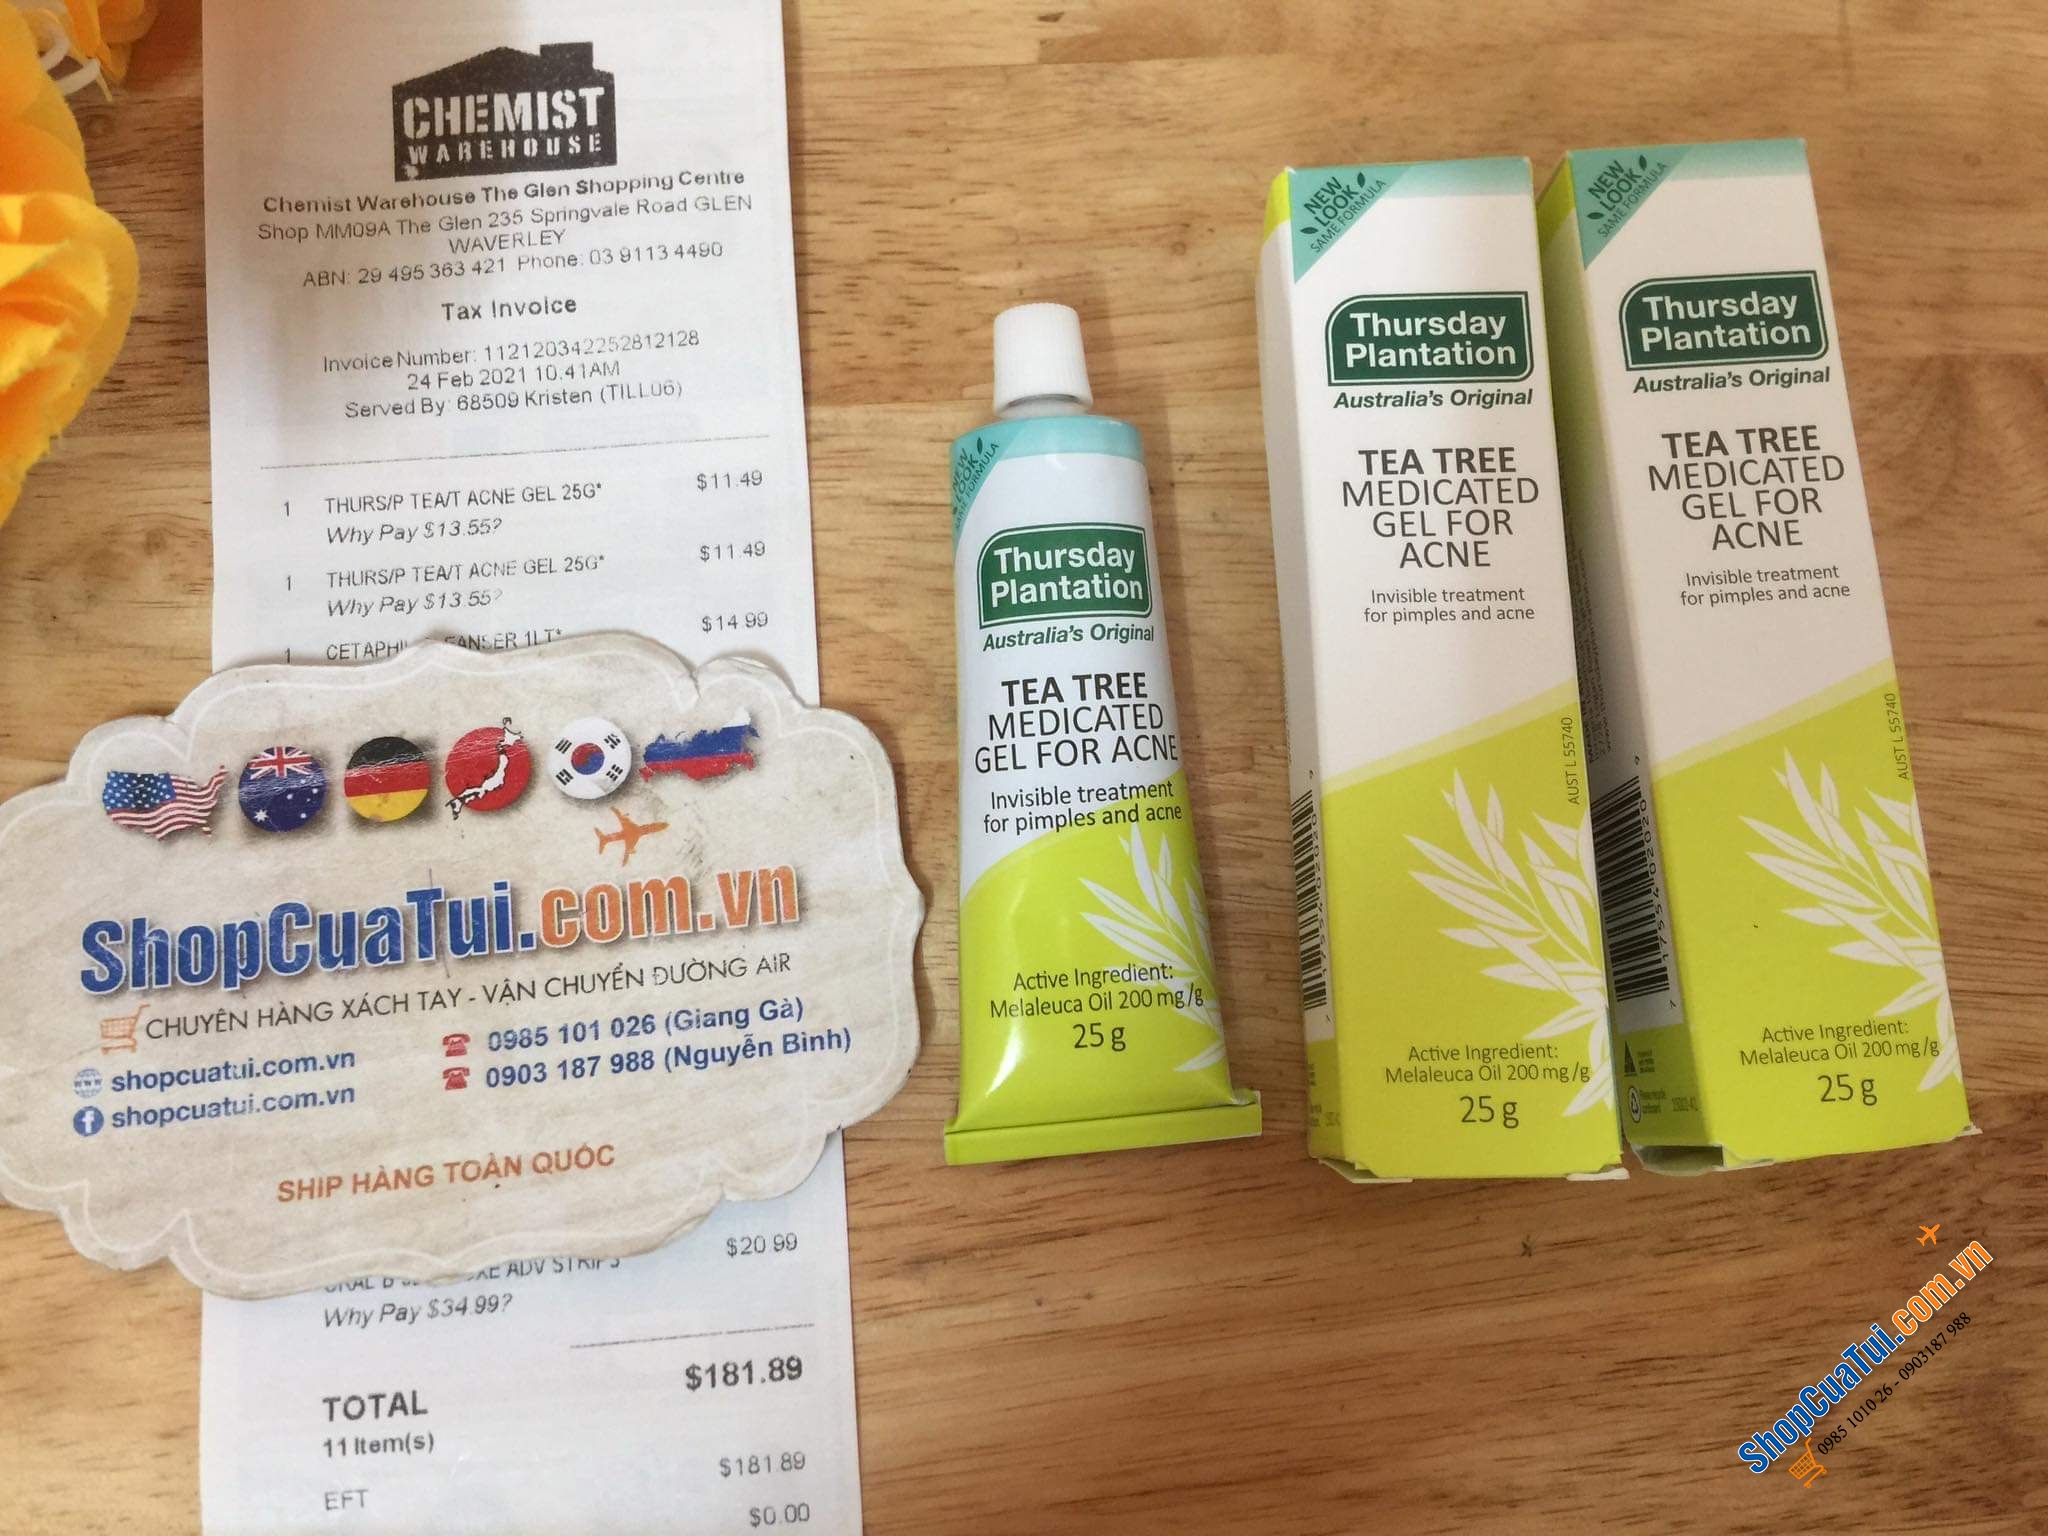 CHEMIST
WAREHOUSE
Chemist Warehouse The Glen Shopping Centre
Shop MM09A The Glen 235 Springvale Road GLEN
WAVERLEY
ABN: 29 495 363 421 Phone: 03 9113 4490
Tax Invoice
Invoice Number: 112120342252812128
24 Feb 2021 10.41AM
Served By: 68509 Kristen (TILL06)
1 THURS/P TEA/T ACNE GEL 25G* $11.49
Why Pay $13.55?
1 THURS/P TEA/T ACNE GEL 25G* $11.49
Why Pay $13.55?
1 1LT* $14.99
ShopCuaTui.com.vn
CHUYÊN HÀNG XÁCH TAY - VẬN CHUYỂN ĐƯỜNG AIR
shopcuatui.com.vn
shopcuatui.com.vn
0985 101 026 (Giang Gà)
0903 187 988 (Nguyễn Bình)
SHIP HÀNG TOÀN QUỐC
ADV STRIPS $20.99
Why Pay $34.99?
TOTAL $181.89
11 Item(s)
EFT $181.89
$0.00
NEW
LOOK
SAME FORMULA
Thursday
Plantation
Australia's Original
TEA TREE
MEDICATED
GEL FOR ACNE
Invisible treatment
for pimples and acne
Active Ingredient:
Melaleuca Oil 200 mg/g
25 g
NEW
LOOK
SAME FORMULA
Thursday
Plantation
Australia's Original
TEA TREE
MEDICATED
GEL FOR
ACNE
Invisible treatment
for pimples and acne
AUST L 55740
Active Ingredient:
Melaleuca Oil 200 mg/g
25 g
NEW
LOOK
SAME FORMULA
Thursday
Plantation
Australia's Original
TEA TREE
MEDICATED
GEL FOR
ACNE
Invisible treatment
for pimples and acne
AUST L 55740
Active Ingredient:
Melaleuca Oil 200 mg/g
25 g
ShopCuaTui.com.vn
0985 1010 26 - 0903187 988